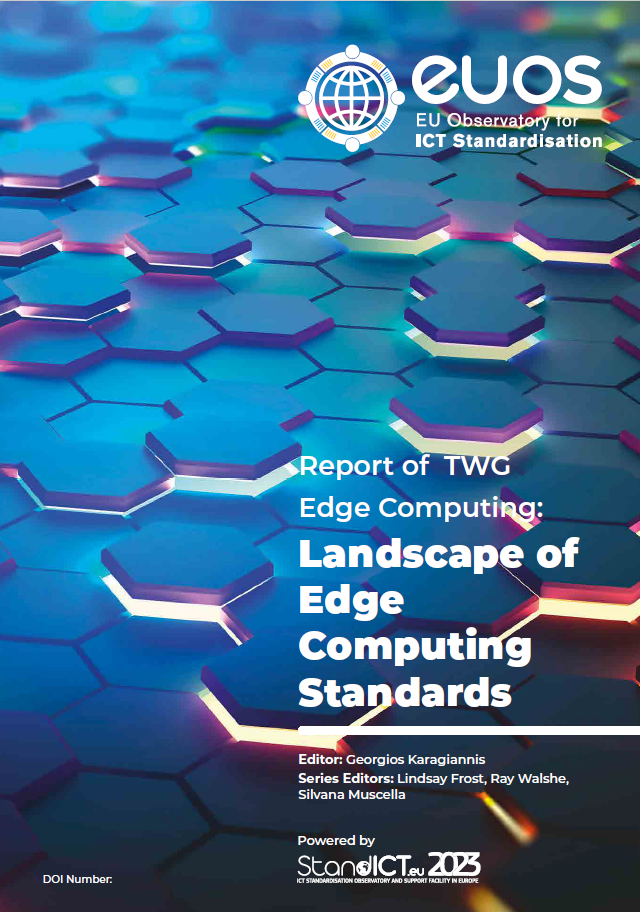 euos
EU Observatory for
ICT Standardisation
Report of TWG
Edge Computing:
Landscape of
Edge
Computing
Standards
Editor: Georgios Karagiannis
Series Editors: Lindsay Frost, Ray Walshe,
Silvana Muscella
Powered by
StandICT.eu 2023
ICT STANDARDISATION OBSERVATORY AND SUPPORT FACILITY IN EUROPE
DOI Number: